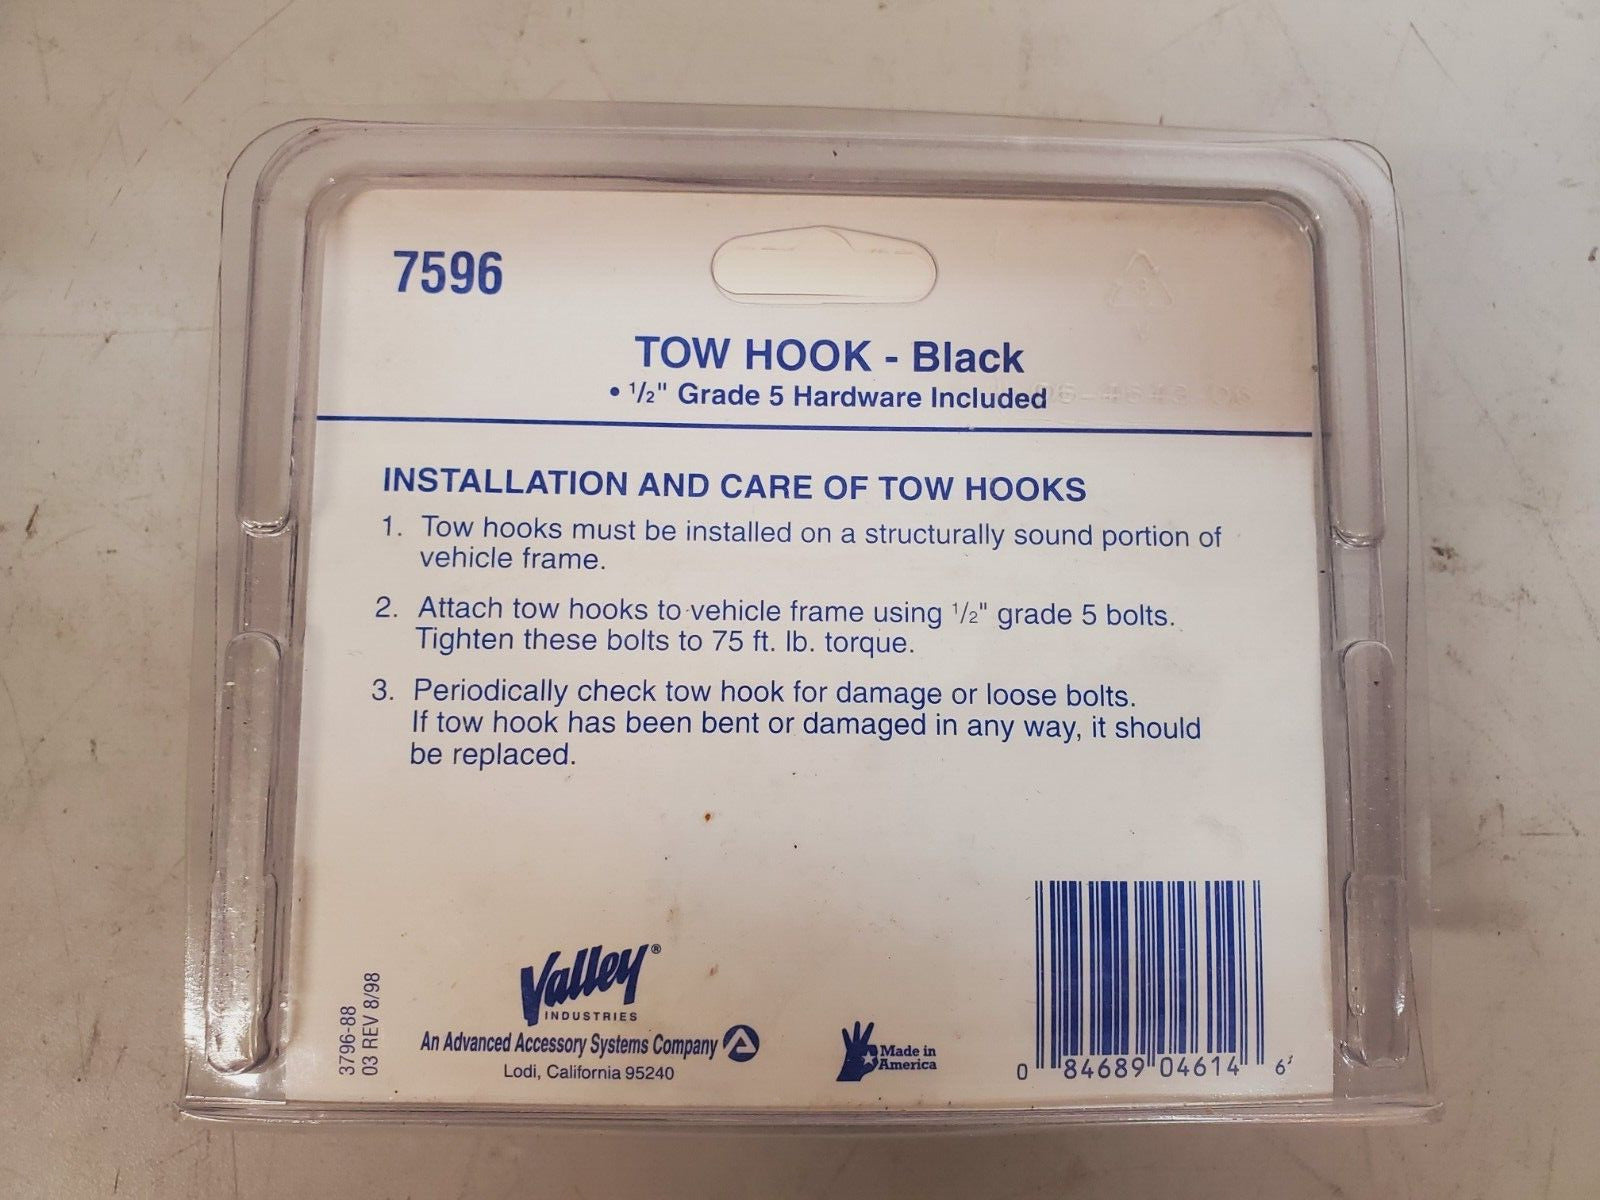 7596
TOW HOOK - Black
• 1/2" Grade 5 Hardware Included
INSTALLATION AND CARE OF TOW HOOKS
1. Tow hooks must be installed on a structurally sound portion of
vehicle frame.
2. Attach tow hooks to vehicle frame using 1/2" grade 5 bolts.
Tighten these bolts to 75 ft. lb. torque.
3. Periodically check tow hook for damage or loose bolts.
If tow hook has been bent or damaged in any way, it should
be replaced.
3796-88
03 REV 8/98
Valley®
INDUSTRIES
An Advanced Accessory Systems Company
Lodi, California 95240
Made in
America
0 84689 04614 6